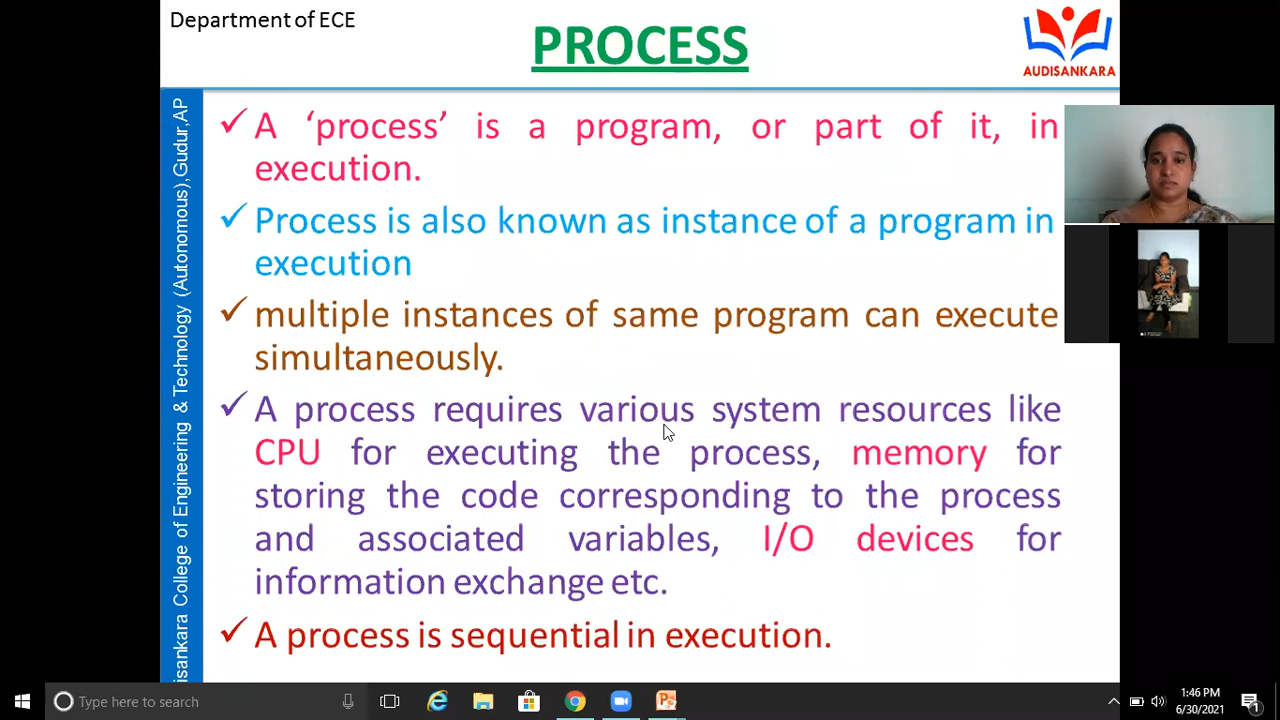 Department of ECE
PROCESS
AUDISANKARA
isankara College of Engineering & Technology (Autonomous),Gudur,AP
✓ A ‘process’ is a program, or part of it, in
execution.
✓ Process is also known as instance of a program in
execution
✓ multiple instances of same program can execute
simultaneously.
✓ A process requires various system resources like
CPU for executing the process, memory for
storing the code corresponding to the process
and associated variables, I/O devices for
information exchange etc.
✓ A process is sequential in execution.
Type here to search
1:46 PM
6/30/2021
1